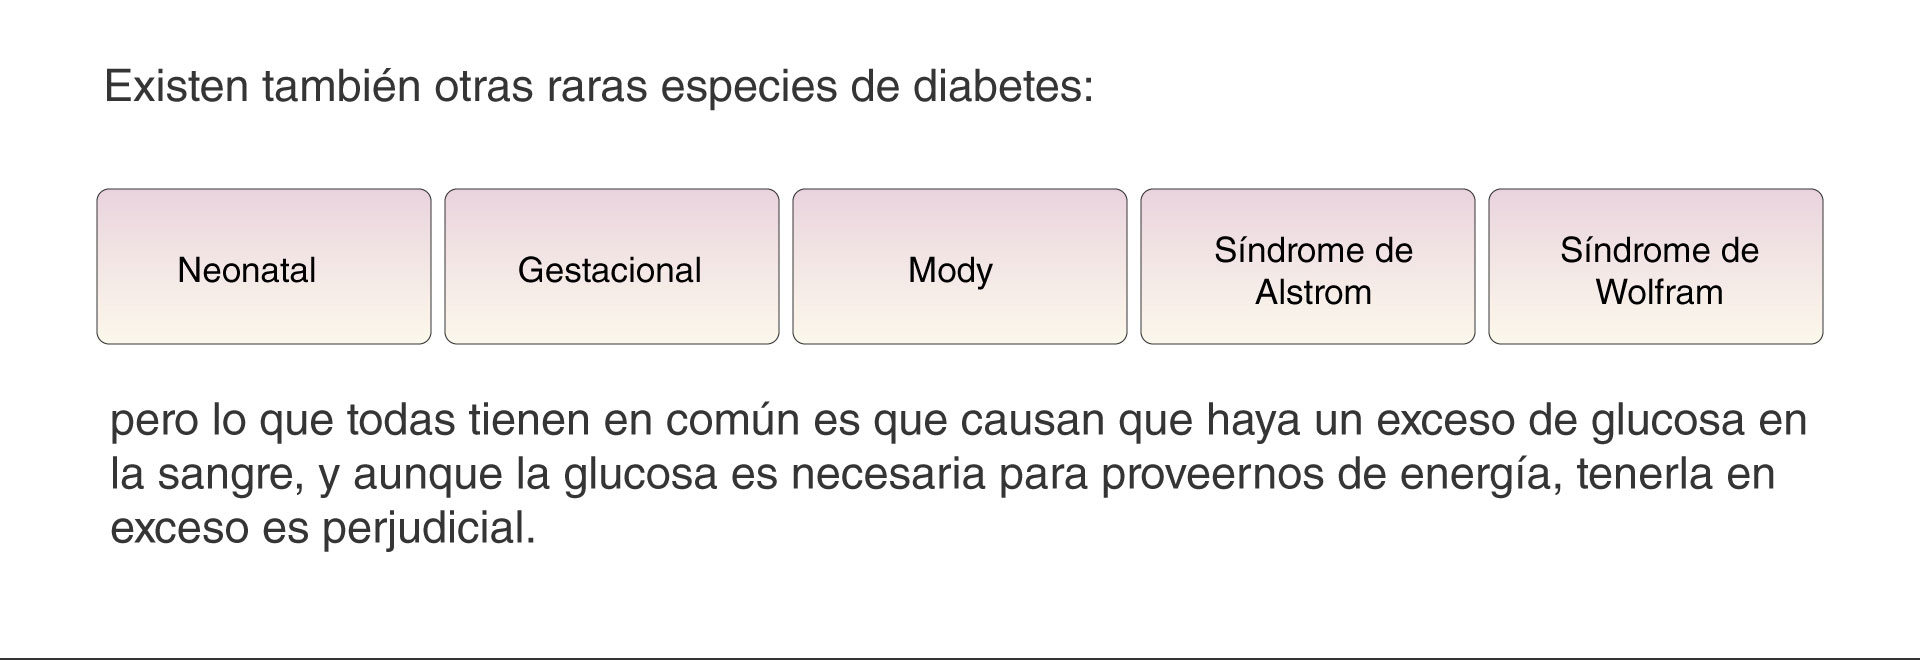 Existen también otras raras especies de diabetes:
Neonatal
Gestacional
Mody
Síndrome de
Alstrom
Síndrome de
Wolfram
pero lo que todas tienen en común es que causan que haya un exceso de glucosa en
la sangre, y aunque la glucosa es necesaria para proveernos de energía, tenerla en
exceso es perjudicial.